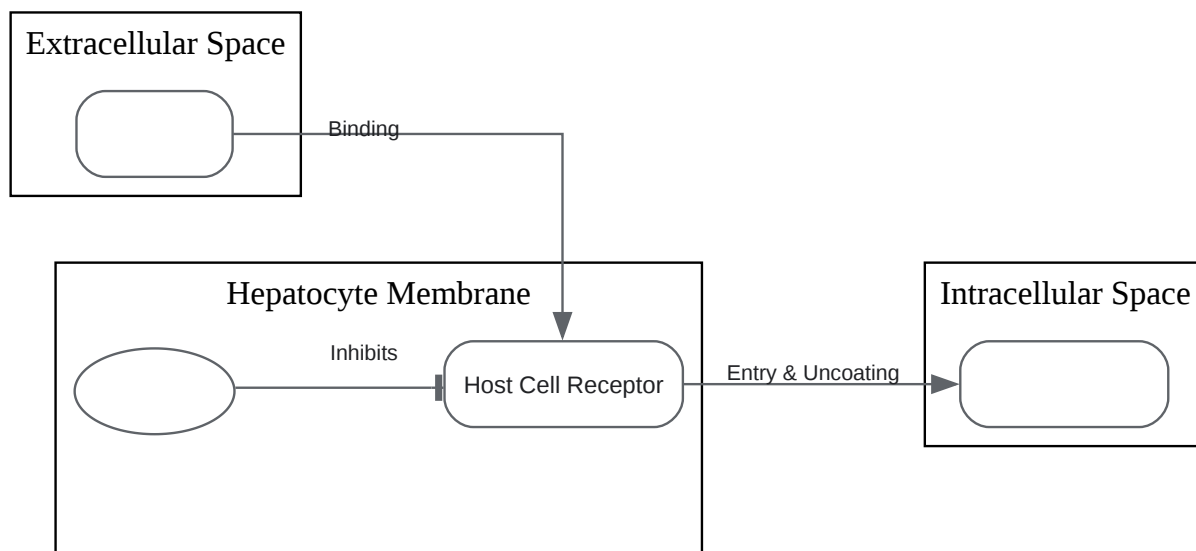 Extracellular Space
Binding
Hepatocyte Membrane
Intracellular Space
Inhibits
Host Cell Receptor
Entry & Uncoating